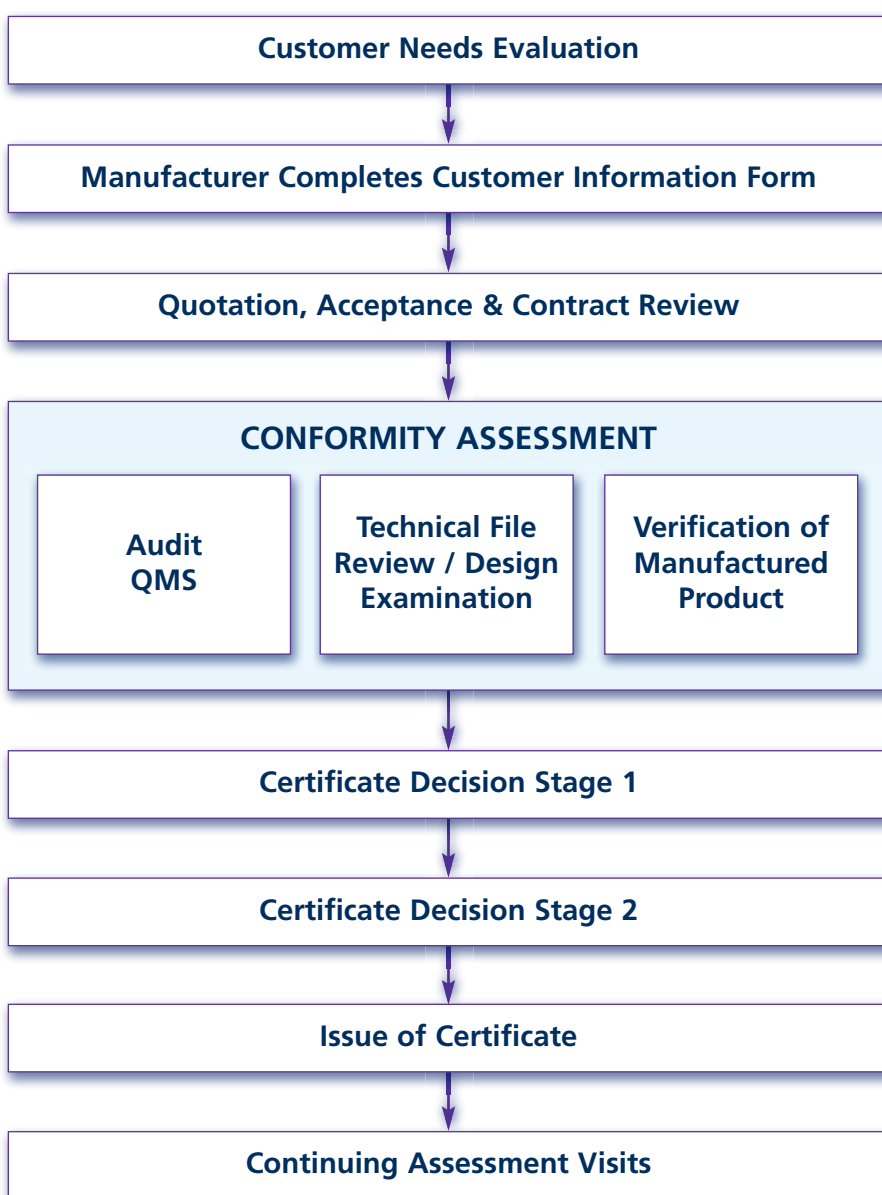 Customer Needs Evaluation
Manufacturer Completes Customer Information Form
Quotation, Acceptance & Contract Review
CONFORMITY ASSESSMENT
Audit
QMS
Technical File
Review / Design
Examination
Verification of
Manufactured
Product
Certificate Decision Stage 1
Certificate Decision Stage 2
Issue of Certificate
Continuing Assessment Visits